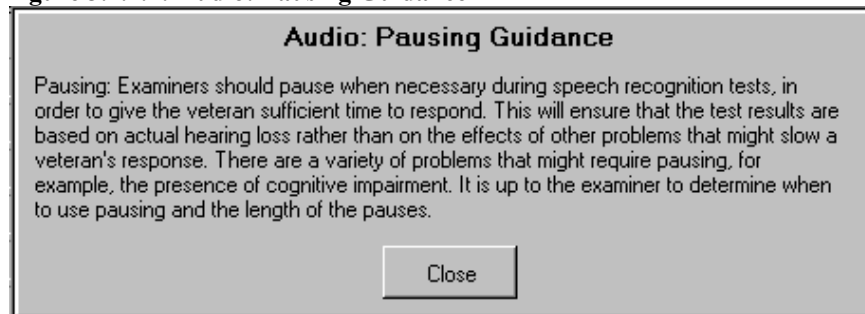 Audio: Pausing Guidance
Pausing: Examiners should pause when necessary during speech recognition tests, in
order to give the veteran sufficient time to respond. This will ensure that the test results are
based on actual hearing loss rather than on the effects of other problems that might slow a
veteran's response. There are a variety of problems that might require pausing, for
example, the presence of cognitive impairment. It is up to the examiner to determine when
to use pausing and the length of the pauses.
Close